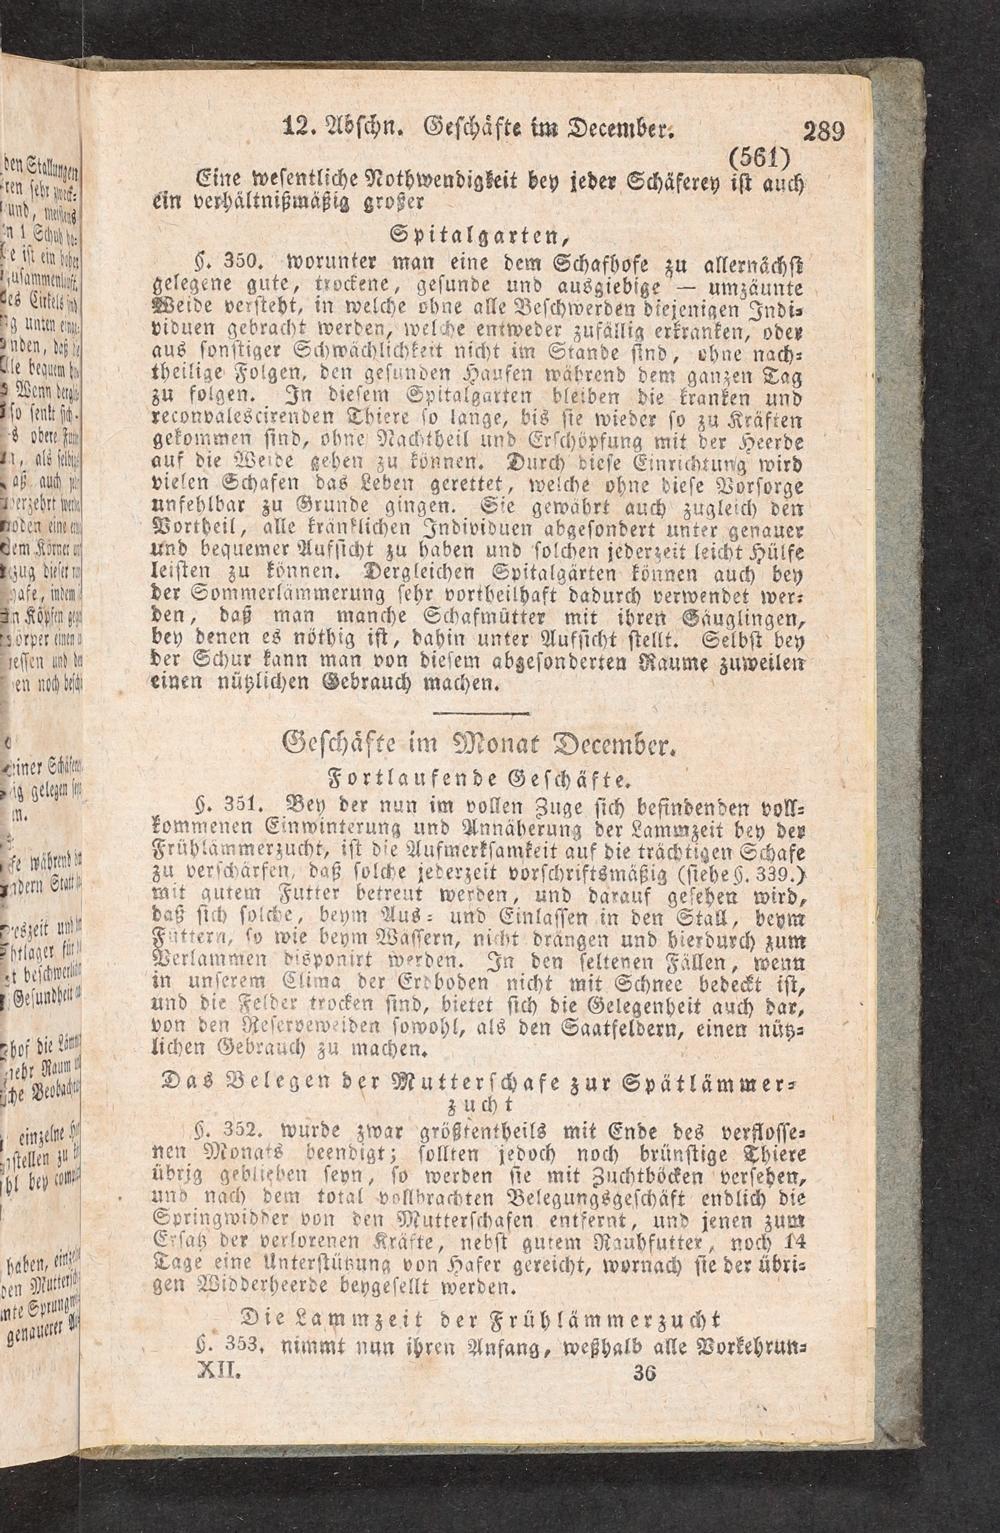 12. Abschn. Geschäfte im December. 289
(561)
Eine wesentliche Nothwendigkeit bey jeder Schäferey ist auch
ein verhältnißmäßig großer
Spitalgarten,
§. 350. worunter man eine dem Schafhofe zu allernächst
gelegene gute, trockene, gesunde und ausgiebige — umzäunte
Weide versteht, in welche ohne alle Beschwerden diejenigen Indi-
viduen gebracht werden, welche entweder zufällig erkranken, oder
aus sonstiger Schwächlichkeit nicht im Stande sind, ohne nach-
theilige Folgen, den gesunden Haufen während dem ganzen Tag
zu folgen. In diesem Spitalgarten bleiben die kranken und
reconvalescirenden Thiere so lange, bis sie wieder so zu Kräften
gekommen sind, ohne Nachtheil und Erschöpfung mit der Heerde
auf die Weide gehen zu können. Durch diese Einrichtung wird
vielen Schafen das Leben gerettet, welche ohne diese Vorsorge
unfehlbar zu Grunde gingen. Sie gewährt auch zugleich den
Vortheil, alle kränklichen Individuen abgesondert unter genauer
und bequemer Aufsicht zu haben und solchen jederzeit leicht Hülfe
leisten zu können. Dergleichen Spitalgärten können auch bey
der Sommerlämmerung sehr vortheilhaft dadurch verwendet wer-
den, daß man manche Schafmütter mit ihren Säuglingen,
bey denen es nöthig ist, dahin unter Aufsicht stellt. Selbst bey
der Schur kann man von diesem abgesonderten Raume zuweilen
einen nützlichen Gebrauch machen.
Geschäfte im Monat December.
Fortlaufende Geschäfte.
§. 351. Bey der nun im vollen Zuge sich befindenden voll-
kommenen Einwinterung und Annäherung der Lammzeit bey der
Frühlämmerzucht, ist die Aufmerksamkeit auf die trächtigen Schafe
zu verschärfen, daß solche jederzeit vorschriftsmäßig (siehe §. 339.)
mit gutem Futter betreut werden, und darauf gesehen wird,
daß sich solche, beym Aus- und Einlassen in den Stall, beym
Füttern, so wie beym Wässern, nicht drängen und hierdurch zum
Verlammen disponirt werden. In den seltenen Fällen, wenn
in unserem Clima der Erdboden nicht mit Schnee bedeckt ist,
und die Felder trocken sind, bietet sich die Gelegenheit auch dar,
von den Reserveweiden sowohl, als den Saatfeldern, einen nütz-
lichen Gebrauch zu machen.
Das Belegen der Mutterschafe zur Spätlämmer-
zucht
§. 352. wurde zwar größtentheils mit Ende des verflosse-
nen Monats beendigt; sollten jedoch noch brünstige Thiere
übrig geblieben seyn, so werden sie mit Zuchtböcken versehen,
und nach dem total vollbrachten Belegungsgeschäft endlich die
Springwidder von den Mutterschafen entfernt, und jenen zum
Ersatz der verlorenen Kräfte, nebst gutem Rauhfutter, noch 14
Tage eine Unterstützung von Hafer gereicht, wornach sie der übri-
gen Widderheerde beygesellt werden.
Die Lammzeit der Frühlämmerzucht
§. 353. nimmt nun ihren Anfang, weßhalb alle Vorkehrun-
XII. 36